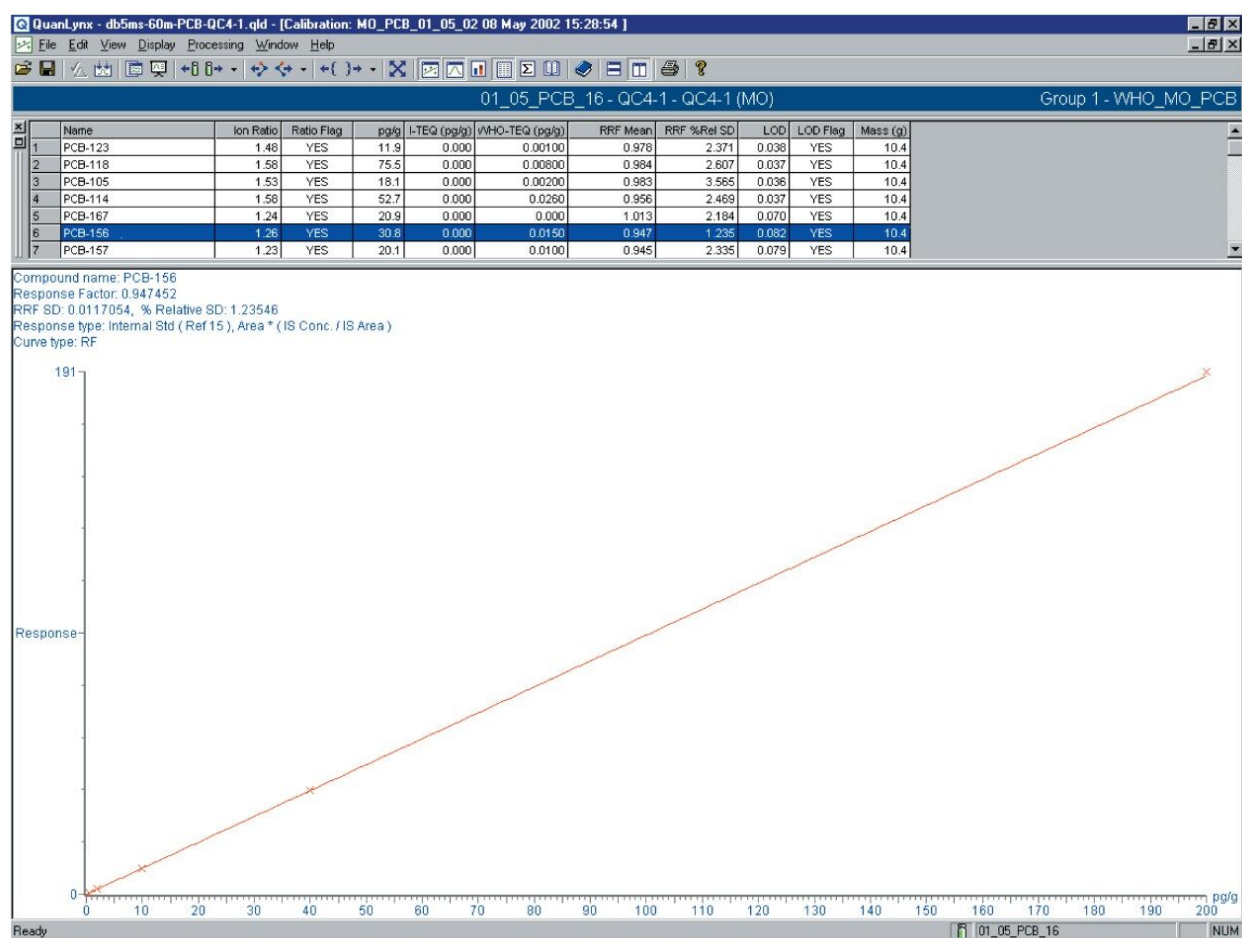 QuanLynx - db5ms-60m-PCB-QC4-1.qld - [Calibration: MO_PCB_01_05_02 08 May 2002 15:28:54 ]
File Edit View Display Processing Window Help
01_05_PCB_16 - QC4-1 - QC4-1 (MO) Group 1 - WHO_MO_PCB
Name Ion Ratio Ratio Flag pg/g I-TEQ (pg/g) WHO-TEQ (pg/g) RRF Mean RRF %Rel SD LOD LOD Flag Mass (g)
1 PCB-123 1.48 YES 11.9 0.000 0.00100 0.978 2.371 0.038 YES 10.4
2 PCB-118 1.58 YES 75.5 0.000 0.00800 0.984 2.607 0.037 YES 10.4
3 PCB-105 1.53 YES 18.1 0.000 0.00200 0.983 3.565 0.036 YES 10.4
4 PCB-114 1.58 YES 52.7 0.000 0.0260 0.956 2.469 0.037 YES 10.4
5 PCB-167 1.24 YES 20.9 0.000 0.000 1.013 2.184 0.070 YES 10.4
6 PCB-156 1.26 YES 30.8 0.000 0.0150 0.947 1.235 0.082 YES 10.4
7 PCB-157 1.23 YES 20.1 0.000 0.0100 0.945 2.335 0.079 YES 10.4
Compound name: PCB-156
Response Factor: 0.947452
RRF SD: 0.0117054, % Relative SD: 1.23546
Response type: Internal Std ( Ref 15 ), Area * ( IS Conc. / IS Area )
Curve type: RF
191
Response
0
pg/g
0 10 20 30 40 50 60 70 80 90 100 110 120 130 140 150 160 170 180 190 200
Ready 01_05_PCB_16 NUM